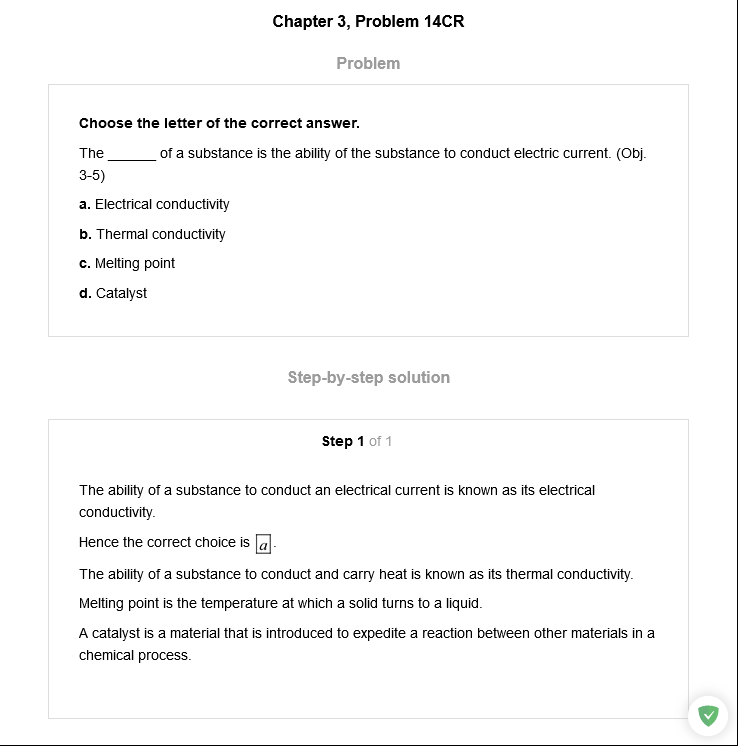 Chapter 3, Problem 14CR
Problem
Choose the letter of the correct answer.
The ______ of a substance is the ability of the substance to conduct electric current. (Obj.
3-5)
a. Electrical conductivity
b. Thermal conductivity
c. Melting point
d. Catalyst
Step-by-step solution
Step 1 of 1
The ability of a substance to conduct an electrical current is known as its electrical
conductivity.
Hence the correct choice is a.
The ability of a substance to conduct and carry heat is known as its thermal conductivity.
Melting point is the temperature at which a solid turns to a liquid.
A catalyst is a material that is introduced to expedite a reaction between other materials in a
chemical process.